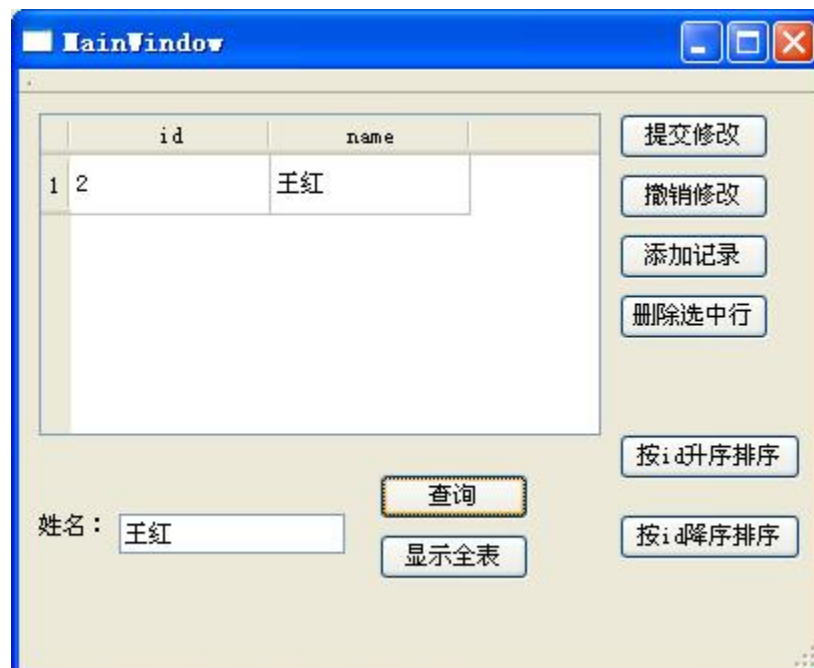 MainWindow
id name
1 2 王红
提交修改
撤销修改
添加记录
删除选中行
按id升序排序
查询
姓名： 王红
按id降序排序
显示全表